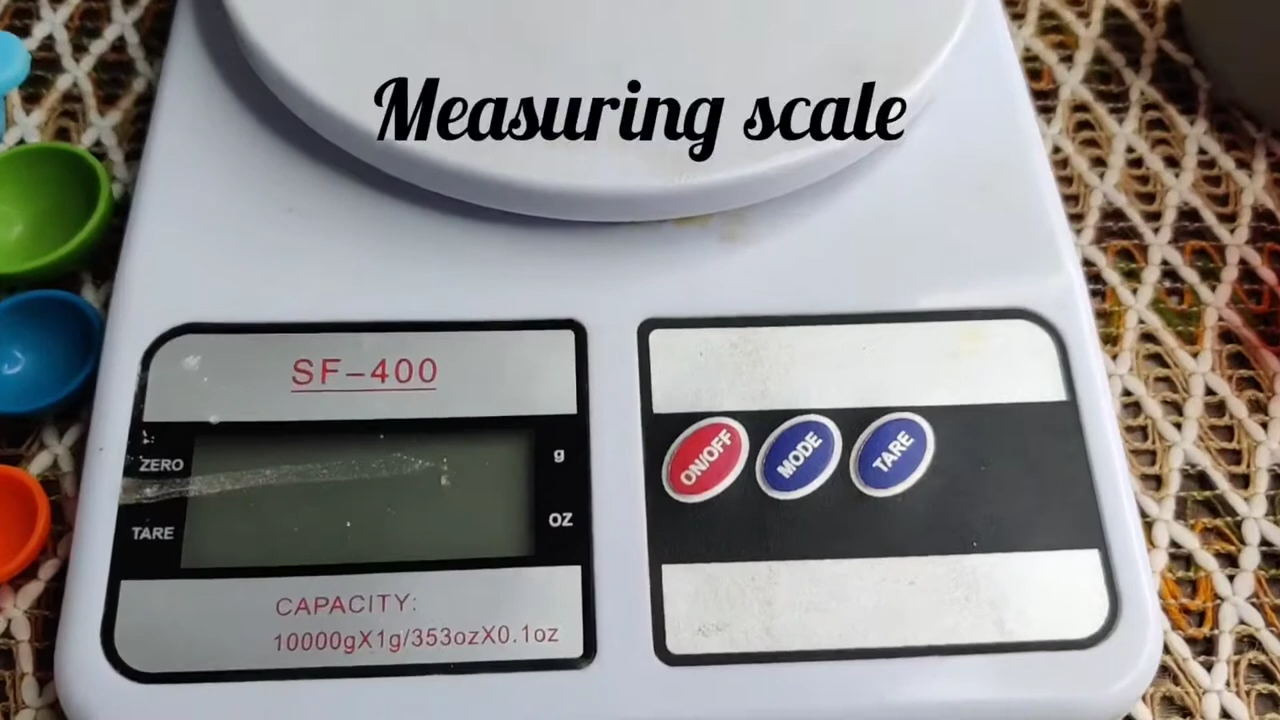 Measuring scale
SF-400
ZERO
g
TARE
OZ
CAPACITY:
10000gX1g/353ozX0.1oz
ON/OFF
MODE
TARE